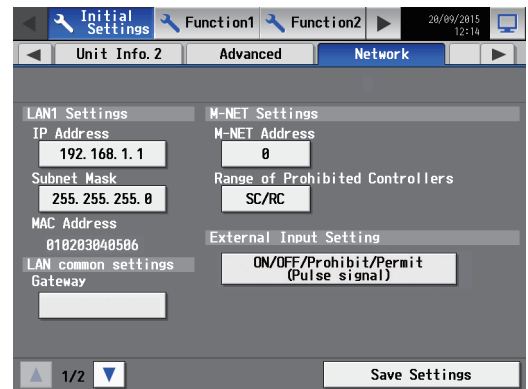 Initial Settings
Function1
Function2
20/09/2015
12:14
Unit Info.2
Advanced
Network
LAN1 Settings
IP Address
192.168.1.1
Subnet Mask
255.255.255.0
MAC Address
010203040506
LAN common settings
Gateway
M-NET Settings
M-NET Address
0
Range of Prohibited Controllers
SC/RC
External Input Setting
ON/OFF/Prohibit/Permit
(Pulse signal)
1/2
Save Settings